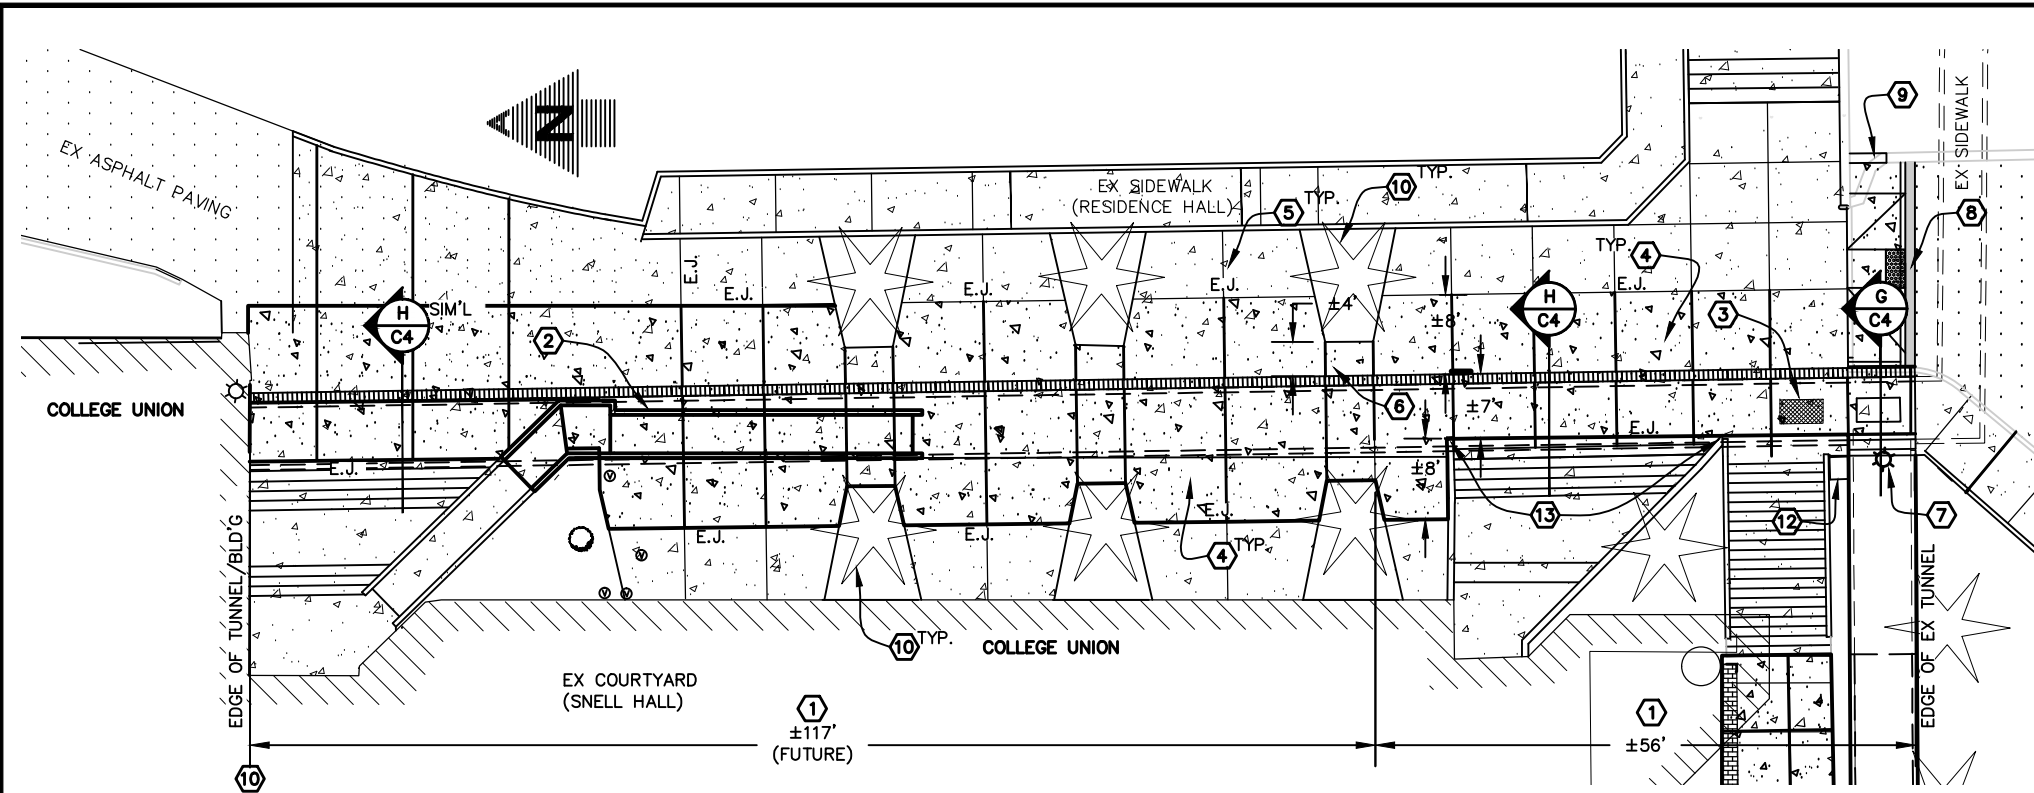 EX ASPHALT PAVING
N
EX SIDEWALK
(RESIDENCE HALL)
5 TYP.
10 TYP.
9
EX SIDEWALK
8
TYP. 4
E.J.
E.J.
E.J.
E.J.
E.J.
H
C4
SIM'L
2
±4'
±8'
H
C4
3
G
C4
COLLEGE UNION
6
±7'
E.J.
E.J.
±8'
E.J.
E.J.
E.J.
13
12
7
4 TYP.
10 TYP.
COLLEGE UNION
EDGE OF TUNNEL BLD'G
EX COURTYARD
(SNELL HALL)
1
±117'
(FUTURE)
1
±56'
EDGE OF EX TUNNEL
10
V
V
V
V